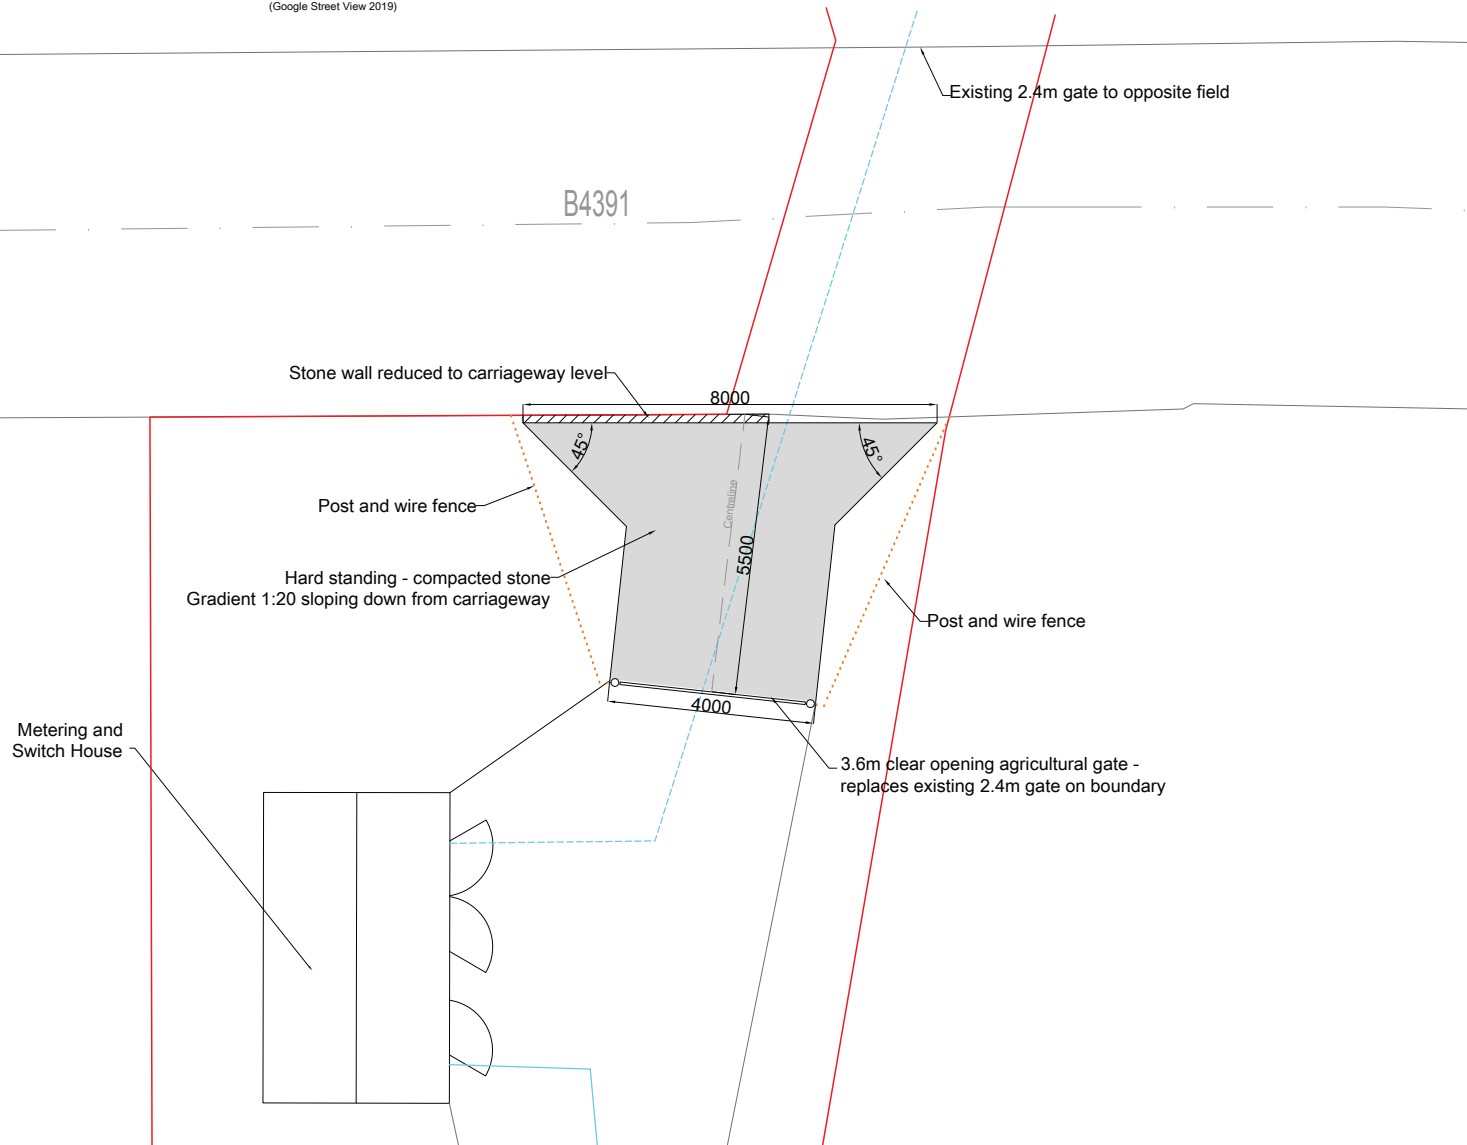 (Google Street View 2019)
Existing 2.4m gate to opposite field
B4391
Stone wall reduced to carriageway level
8000
45°
45°
Post and wire fence
Centreline
5500
Hard standing - compacted stone
Gradient 1:20 sloping down from carriageway
Post and wire fence
4000
Metering and
Switch House
3.6m clear opening agricultural gate -
replaces existing 2.4m gate on boundary